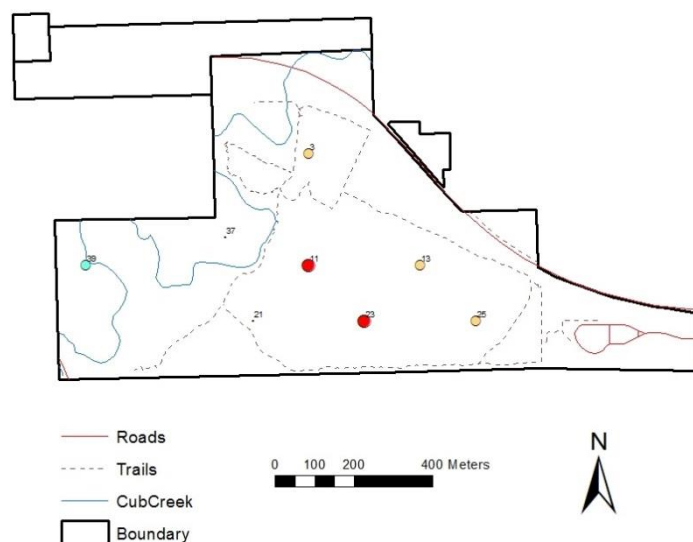 3
37
39
11
13
21
23
25
Roads
Trails
CubCreek
Boundary
0 100 200 400 Meters
N